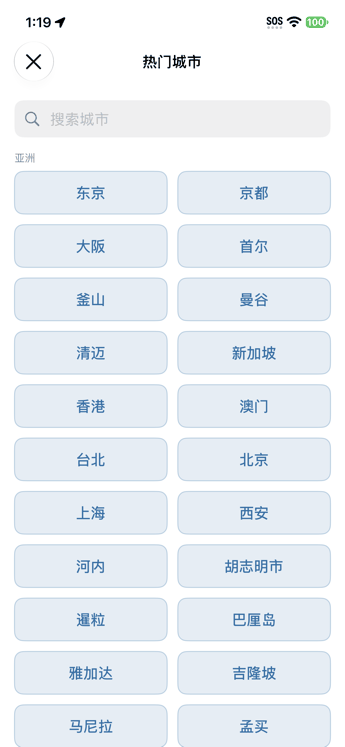 1:19
SOS
100
热门城市
搜索城市
亚洲
东京
京都
大阪
首尔
釜山
曼谷
清迈
新加坡
香港
澳门
台北
北京
上海
西安
河内
胡志明市
暹粒
巴厘岛
雅加达
吉隆坡
马尼拉
孟买